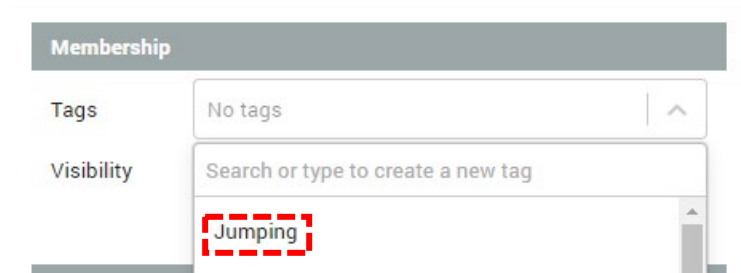 Membership
Tags No tags
Visibility
Search or type to create a new tag
Jumping